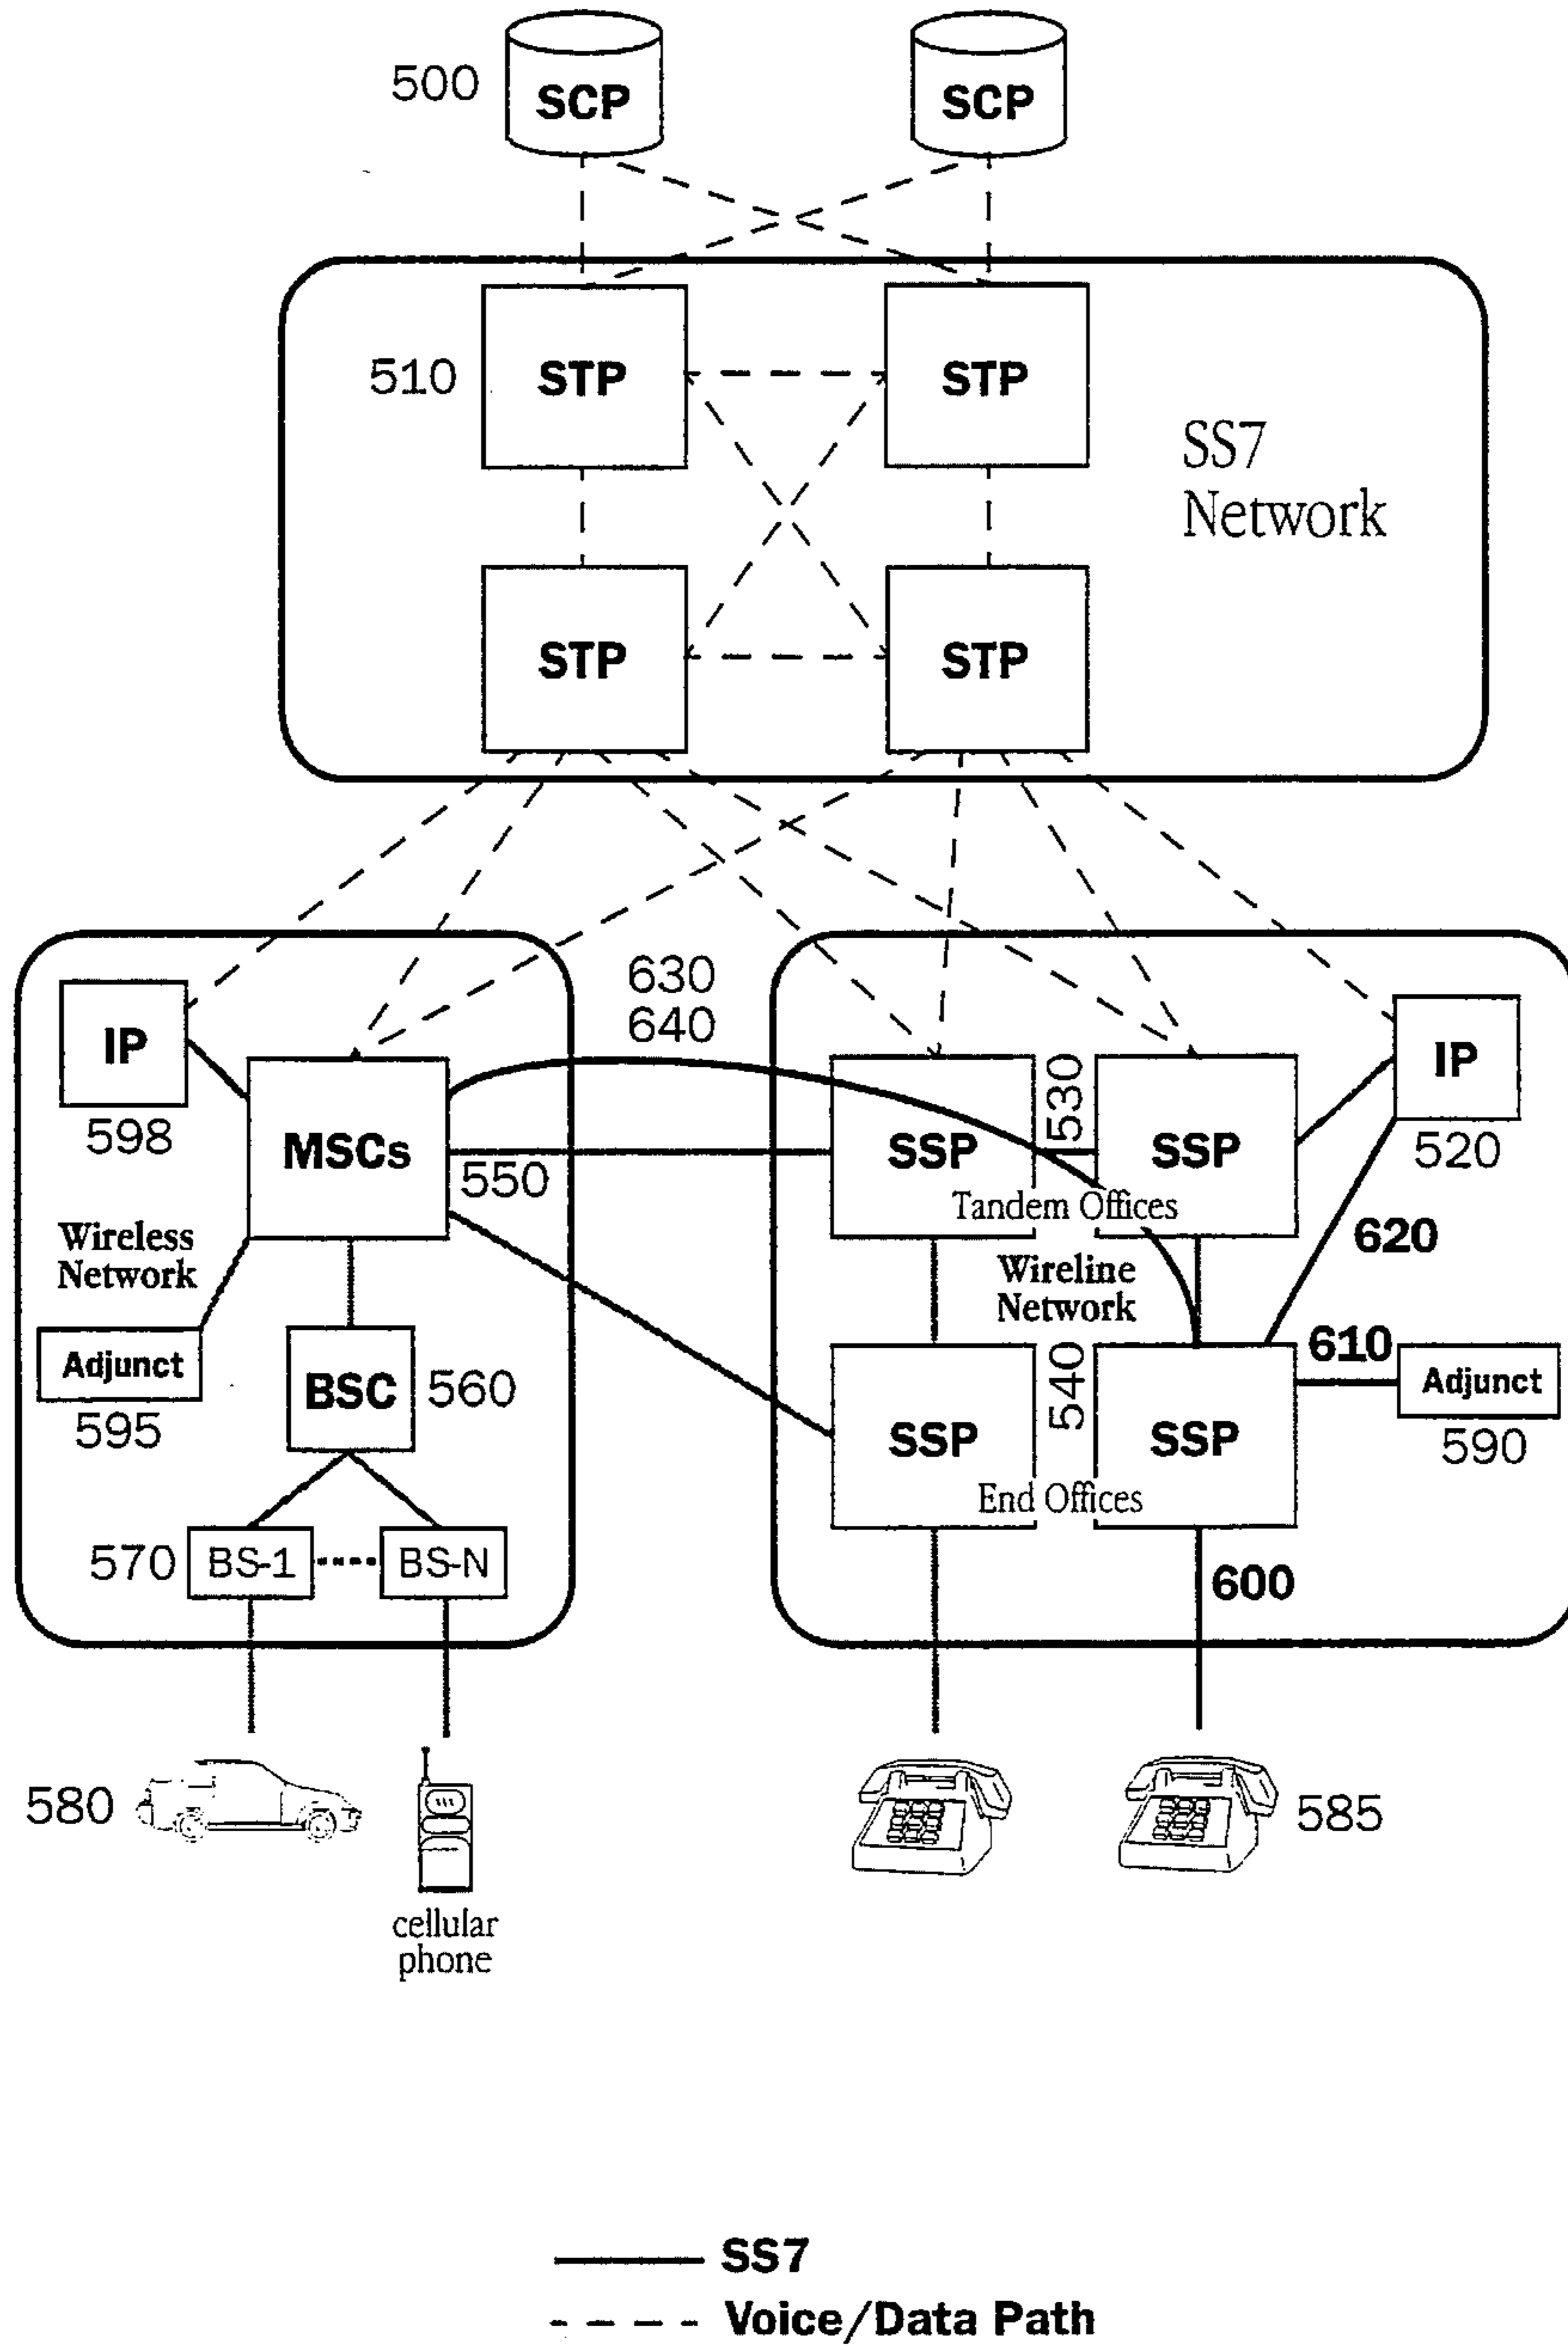 500
SCP
SCP
510
STP
STP
SS7
Network
STP
STP
630
640
IP
598
MSCs
550
SSP
530
SSP
IP
520
Tandem Offices
620
Wireless
Network
Wireline
Network
Adjunct
595
BSC
560
SSP
540
SSP
610
Adjunct
590
End Offices
570
BS-1
BS-N
600
580
585
cellular
phone
SS7
Voice/Data Path